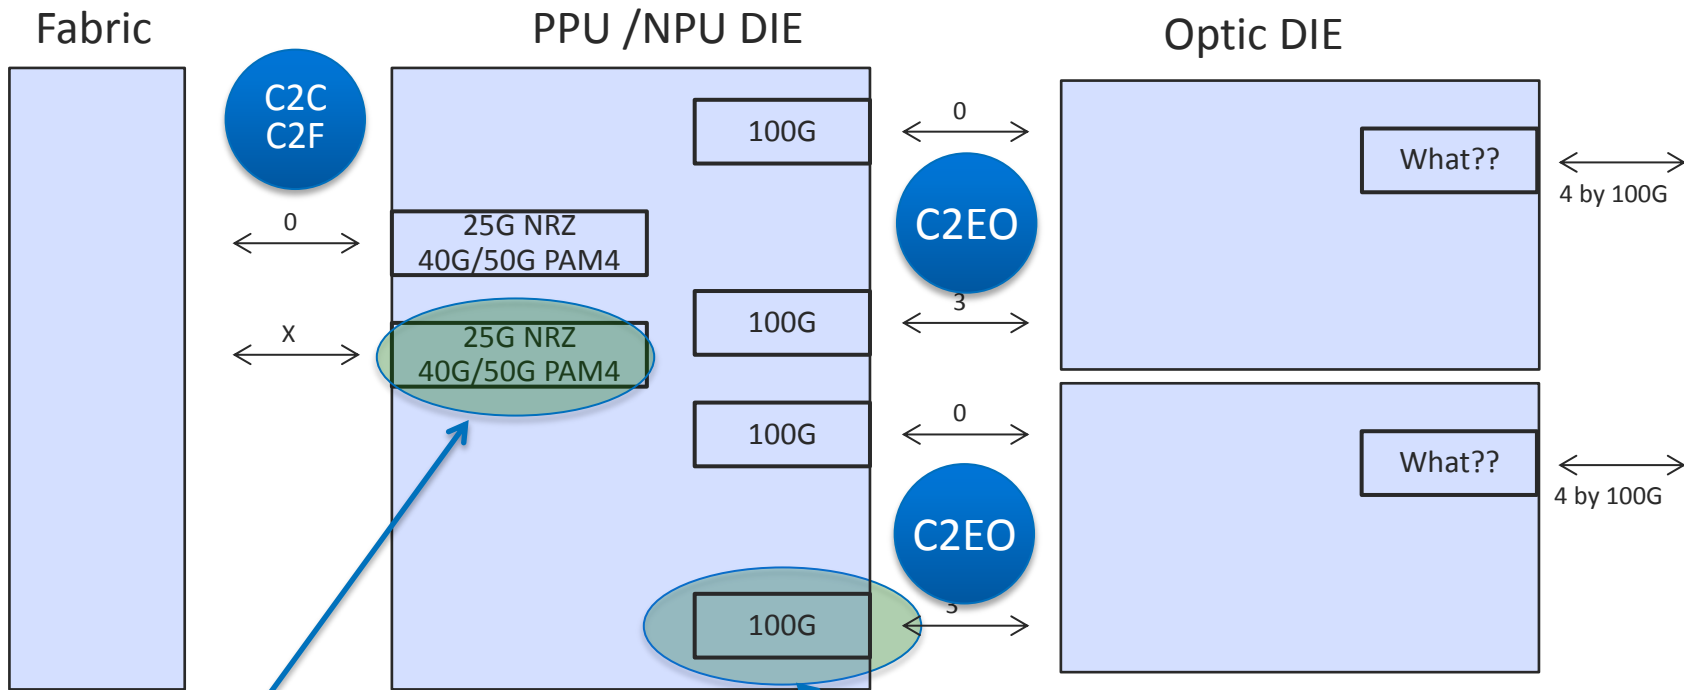 Fabric
PPU /NPU DIE
Optic DIE
C2C
C2F
100G
0
What??
4 by 100G
0
25G NRZ
40G/50G PAM4
C2EO
X
25G NRZ
40G/50G PAM4
100G
3
100G
0
What??
4 by 100G
C2EO
100G
3